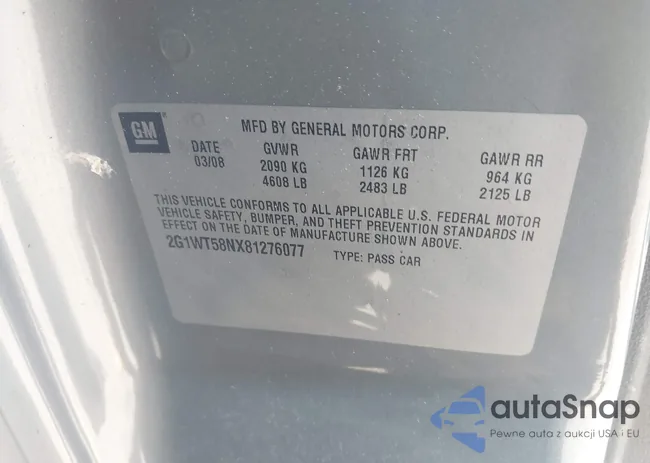 GM
MFD BY GENERAL MOTORS CORP.
DATE GVWR GAWR FRT GAWR RR
03/08 2090 KG 1126 KG 964 KG
4608 LB 2483 LB 2125 LB
THIS VEHICLE CONFORMS TO ALL APPLICABLE U.S. FEDERAL MOTOR
VEHICLE SAFETY, BUMPER, AND THEFT PREVENTION STANDARDS IN
EFFECT ON THE DATE OF MANUFACTURE SHOWN ABOVE.
2G1WT58NX81276077 TYPE: PASS CAR
autaSnap
Pewne auta z aukcji USA i EU